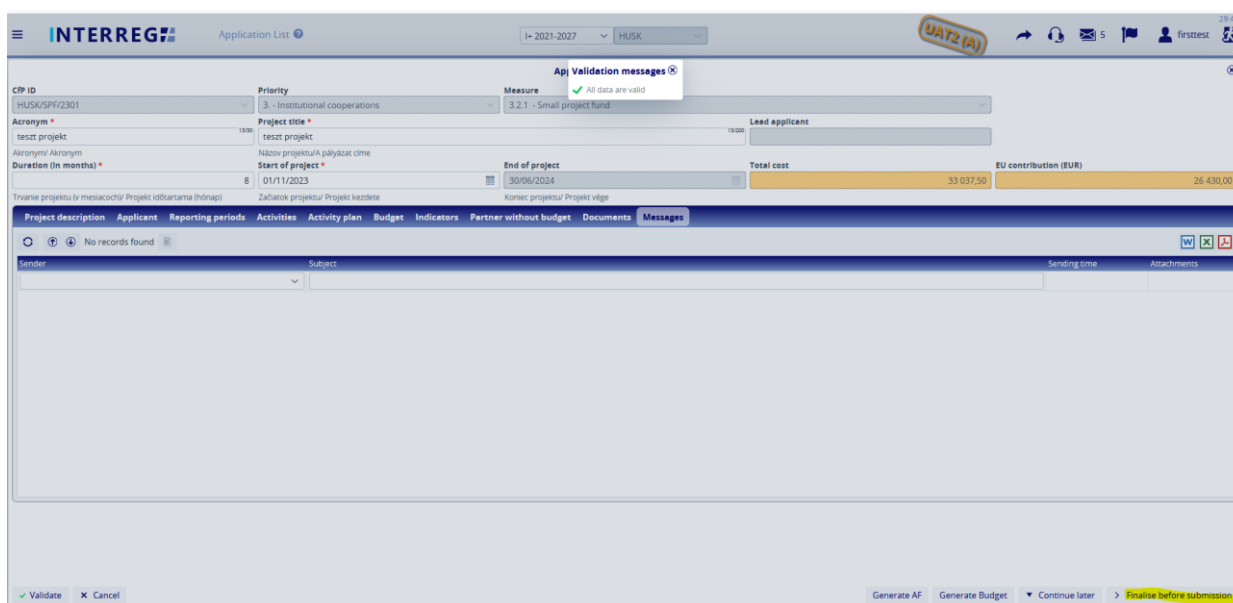 INTERREG
Application List ?
I+ 2021-2027
HUSK
UAT2 (A)
5
firsttest
Validation messages
All data are valid
CfP ID
Priority
Measure
HUSK/SPF/2301
3. - Institutional cooperations
3.2.1 - Small project fund
Acronym *
Project title *
Lead applicant
teszt projekt
13/30
teszt projekt
13/200
Akronym/ Akronym
Názov projektu/A pályázat címe
Duration (in months) *
Start of project *
End of project
Total cost
EU contribution (EUR)
8
01/11/2023
30/06/2024
33 037,50
26 430,00
Trvanie projektu (v mesiacoch)/ Projekt időtartama (hónap)
Začiatok projektu/ Projekt kezdete
Koniec projektu/ Projekt vége
Project description Applicant Reporting periods Activities Activity plan Budget Indicators Partner without budget Documents Messages
No records found
Sender
Subject
Sending time
Attachments
Validate
Cancel
Generate AF
Generate Budget
Continue later
Finalise before submission